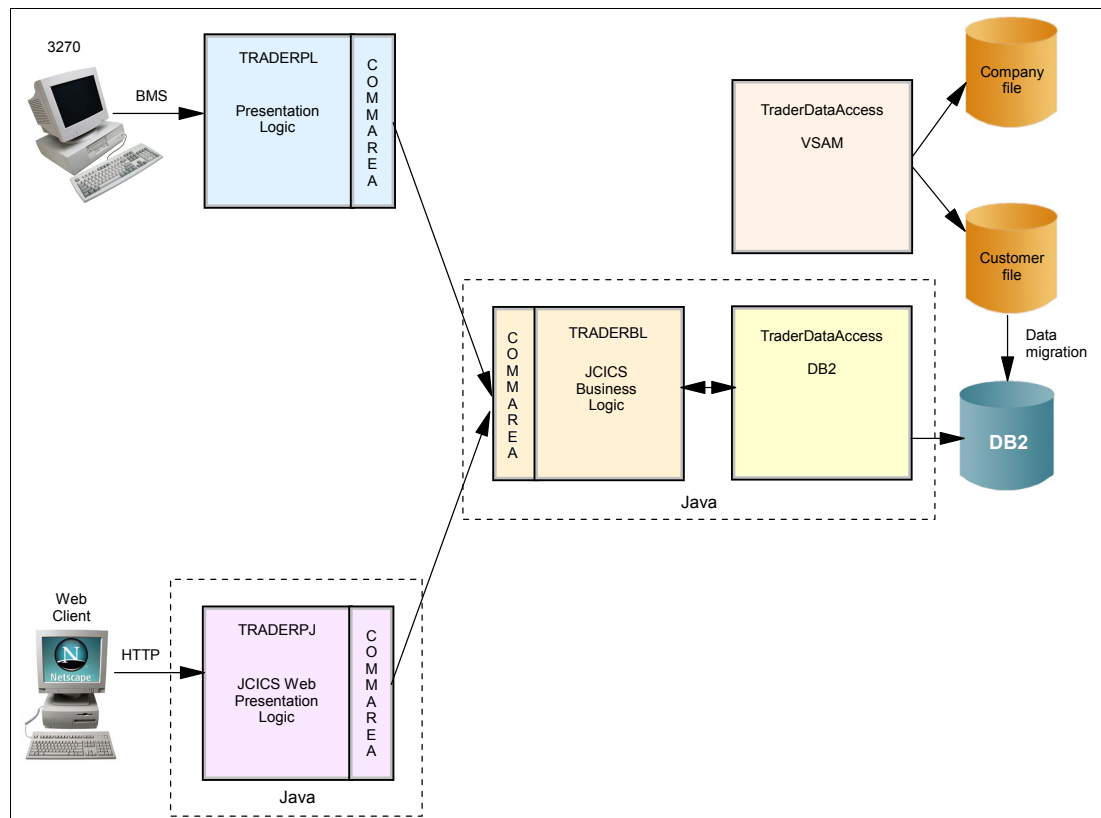 3270
BMS
TRADERPL
Presentation
Logic
C
O
M
M
A
R
E
A
TraderDataAccess
VSAM
Company
file
Customer
file
Data
migration
DB2
C
O
M
M
A
R
E
A
TRADERBL
JCICS
Business
Logic
TraderDataAccess
DB2
Java
Web
Client
N
Netscape
HTTP
TRADERPJ
JCICS Web
Presentation
Logic
C
O
M
M
A
R
E
A
Java